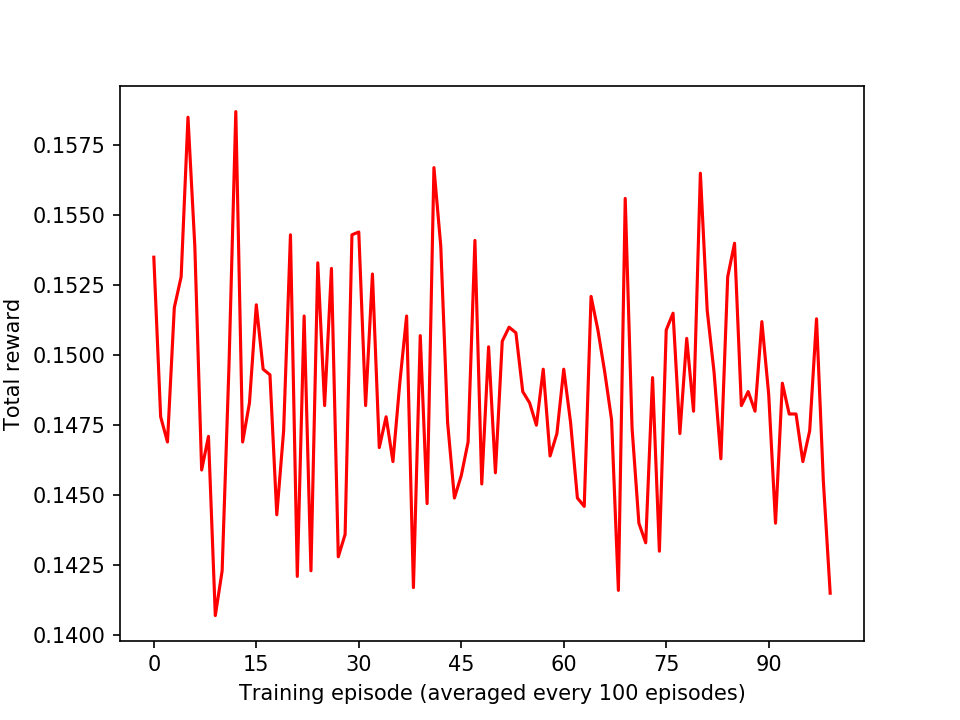 0.1575
0.1550
0.1525
0.1500
0.1475
0.1450
0.1425
0.1400
Total reward
0 15 30 45 60 75 90
Training episode (averaged every 100 episodes)